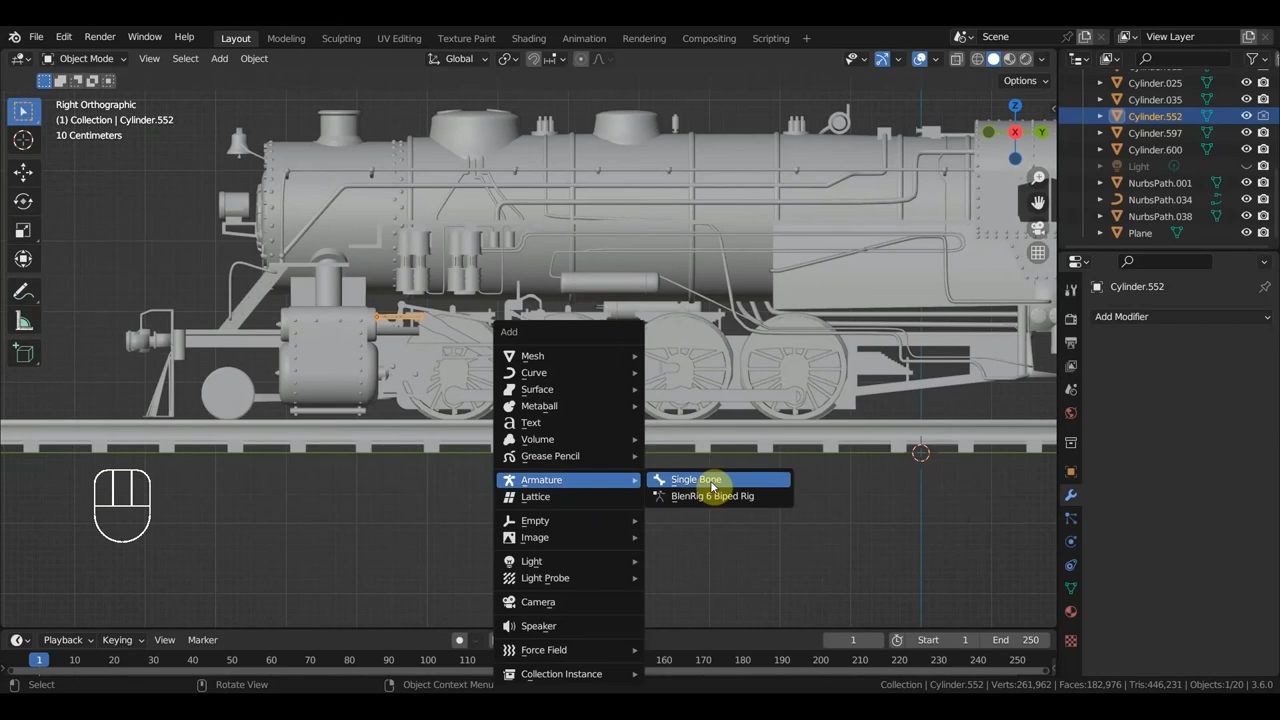 File Edit Render Window Help
Layout Modeling Sculpting UV Editing Texture Paint Shading Animation Rendering Compositing Scripting +
Scene
View Layer
Object Mode View Select Add Object
Global
Options
Right Orthographic
(1) Collection | Cylinder.552
10 Centimeters
Z
X
Y
Cylinder.025
Cylinder.035
Cylinder.552
Cylinder.597
Cylinder.600
Light
NurbsPath.001
NurbsPath.034
NurbsPath.038
Plane
Cylinder.552
Add Modifier
Add
Mesh
Curve
Surface
Metaball
Text
Volume
Grease Pencil
Armature
Lattice
Empty
Image
Light
Light Probe
Camera
Speaker
Force Field
Collection Instance
Single Bone
BlenRig 6 Biped Rig
Playback Keying View Marker
1 Start 1 End 250
1 10 20 30 40 50 60 70 80 90 100 110 160 170 180 190 200 210 220 230 240 250
Select Rotate View Object Context Menu
Collection | Cylinder.552 | Verts:261,962 | Faces:182,976 | Tris:446,231 | Objects:1/20 | 3.6.0